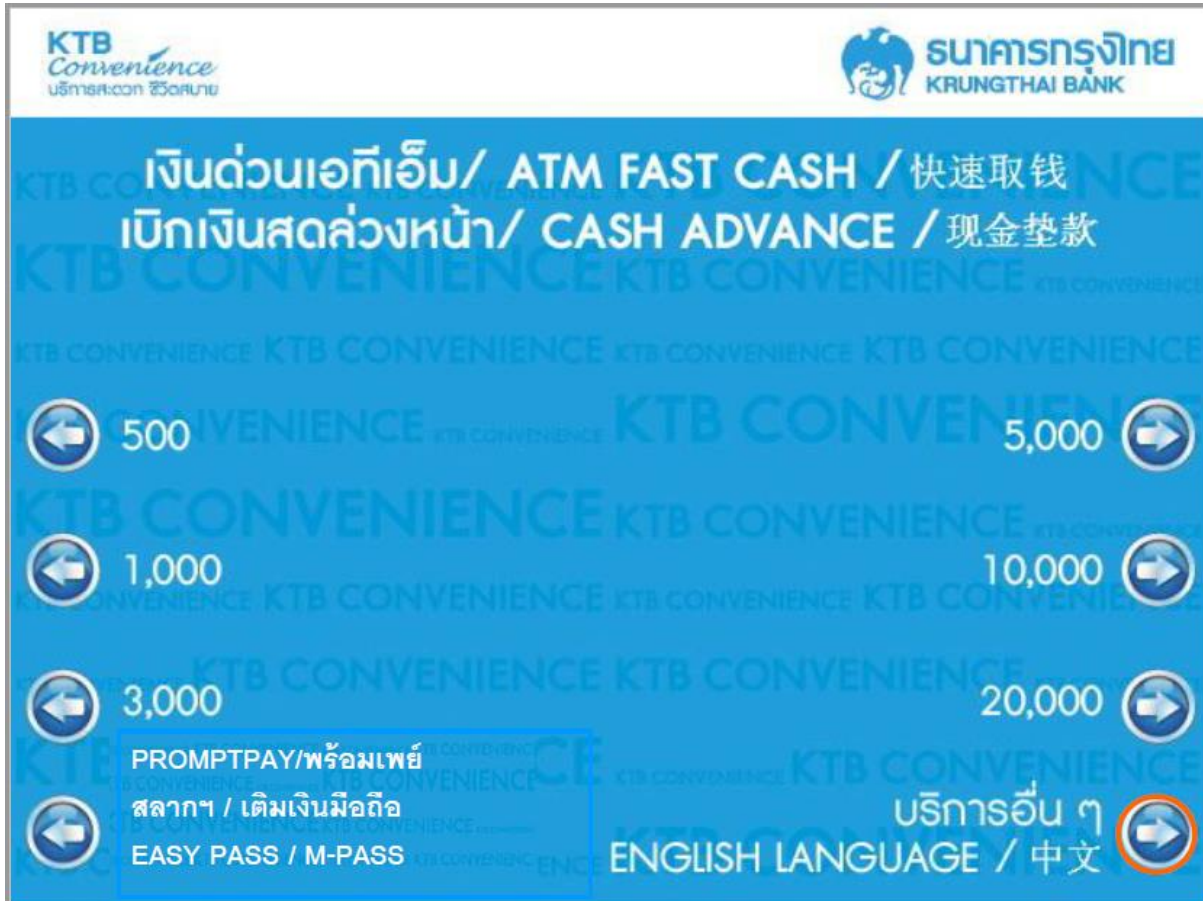 KTB
Convenience
บริการสะดวก ชีวิตสบาย
ธนาคารกรุงไทย
KRUNGTHAI BANK
เงินด่วนเอทีเอ็ม/ ATM FAST CASH /快速取钱
เบิกเงินสดล่วงหน้า/ CASH ADVANCE /现金垫款
500
5,000
1,000
10,000
3,000
20,000
PROMPTPAY/พร้อมเพย์
สลากฯ / เติมเงินมือถือ
EASY PASS / M-PASS
บริการอื่น ๆ
ENGLISH LANGUAGE / 中文